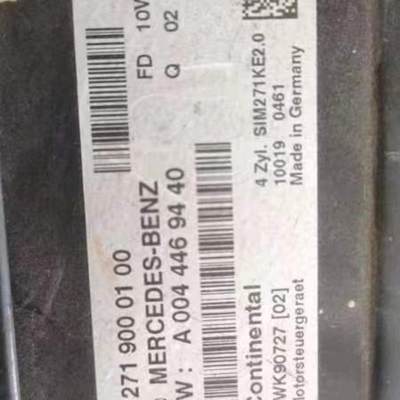 271 900 01 00
MERCEDES-BENZ
W : A 004 446 94 40
FD 10W
Q 02
Continental
WK90727 [02]
Motorsteuergeraet
4 Zyl. SIM271KE2.0
10019 0461
Made in Germany